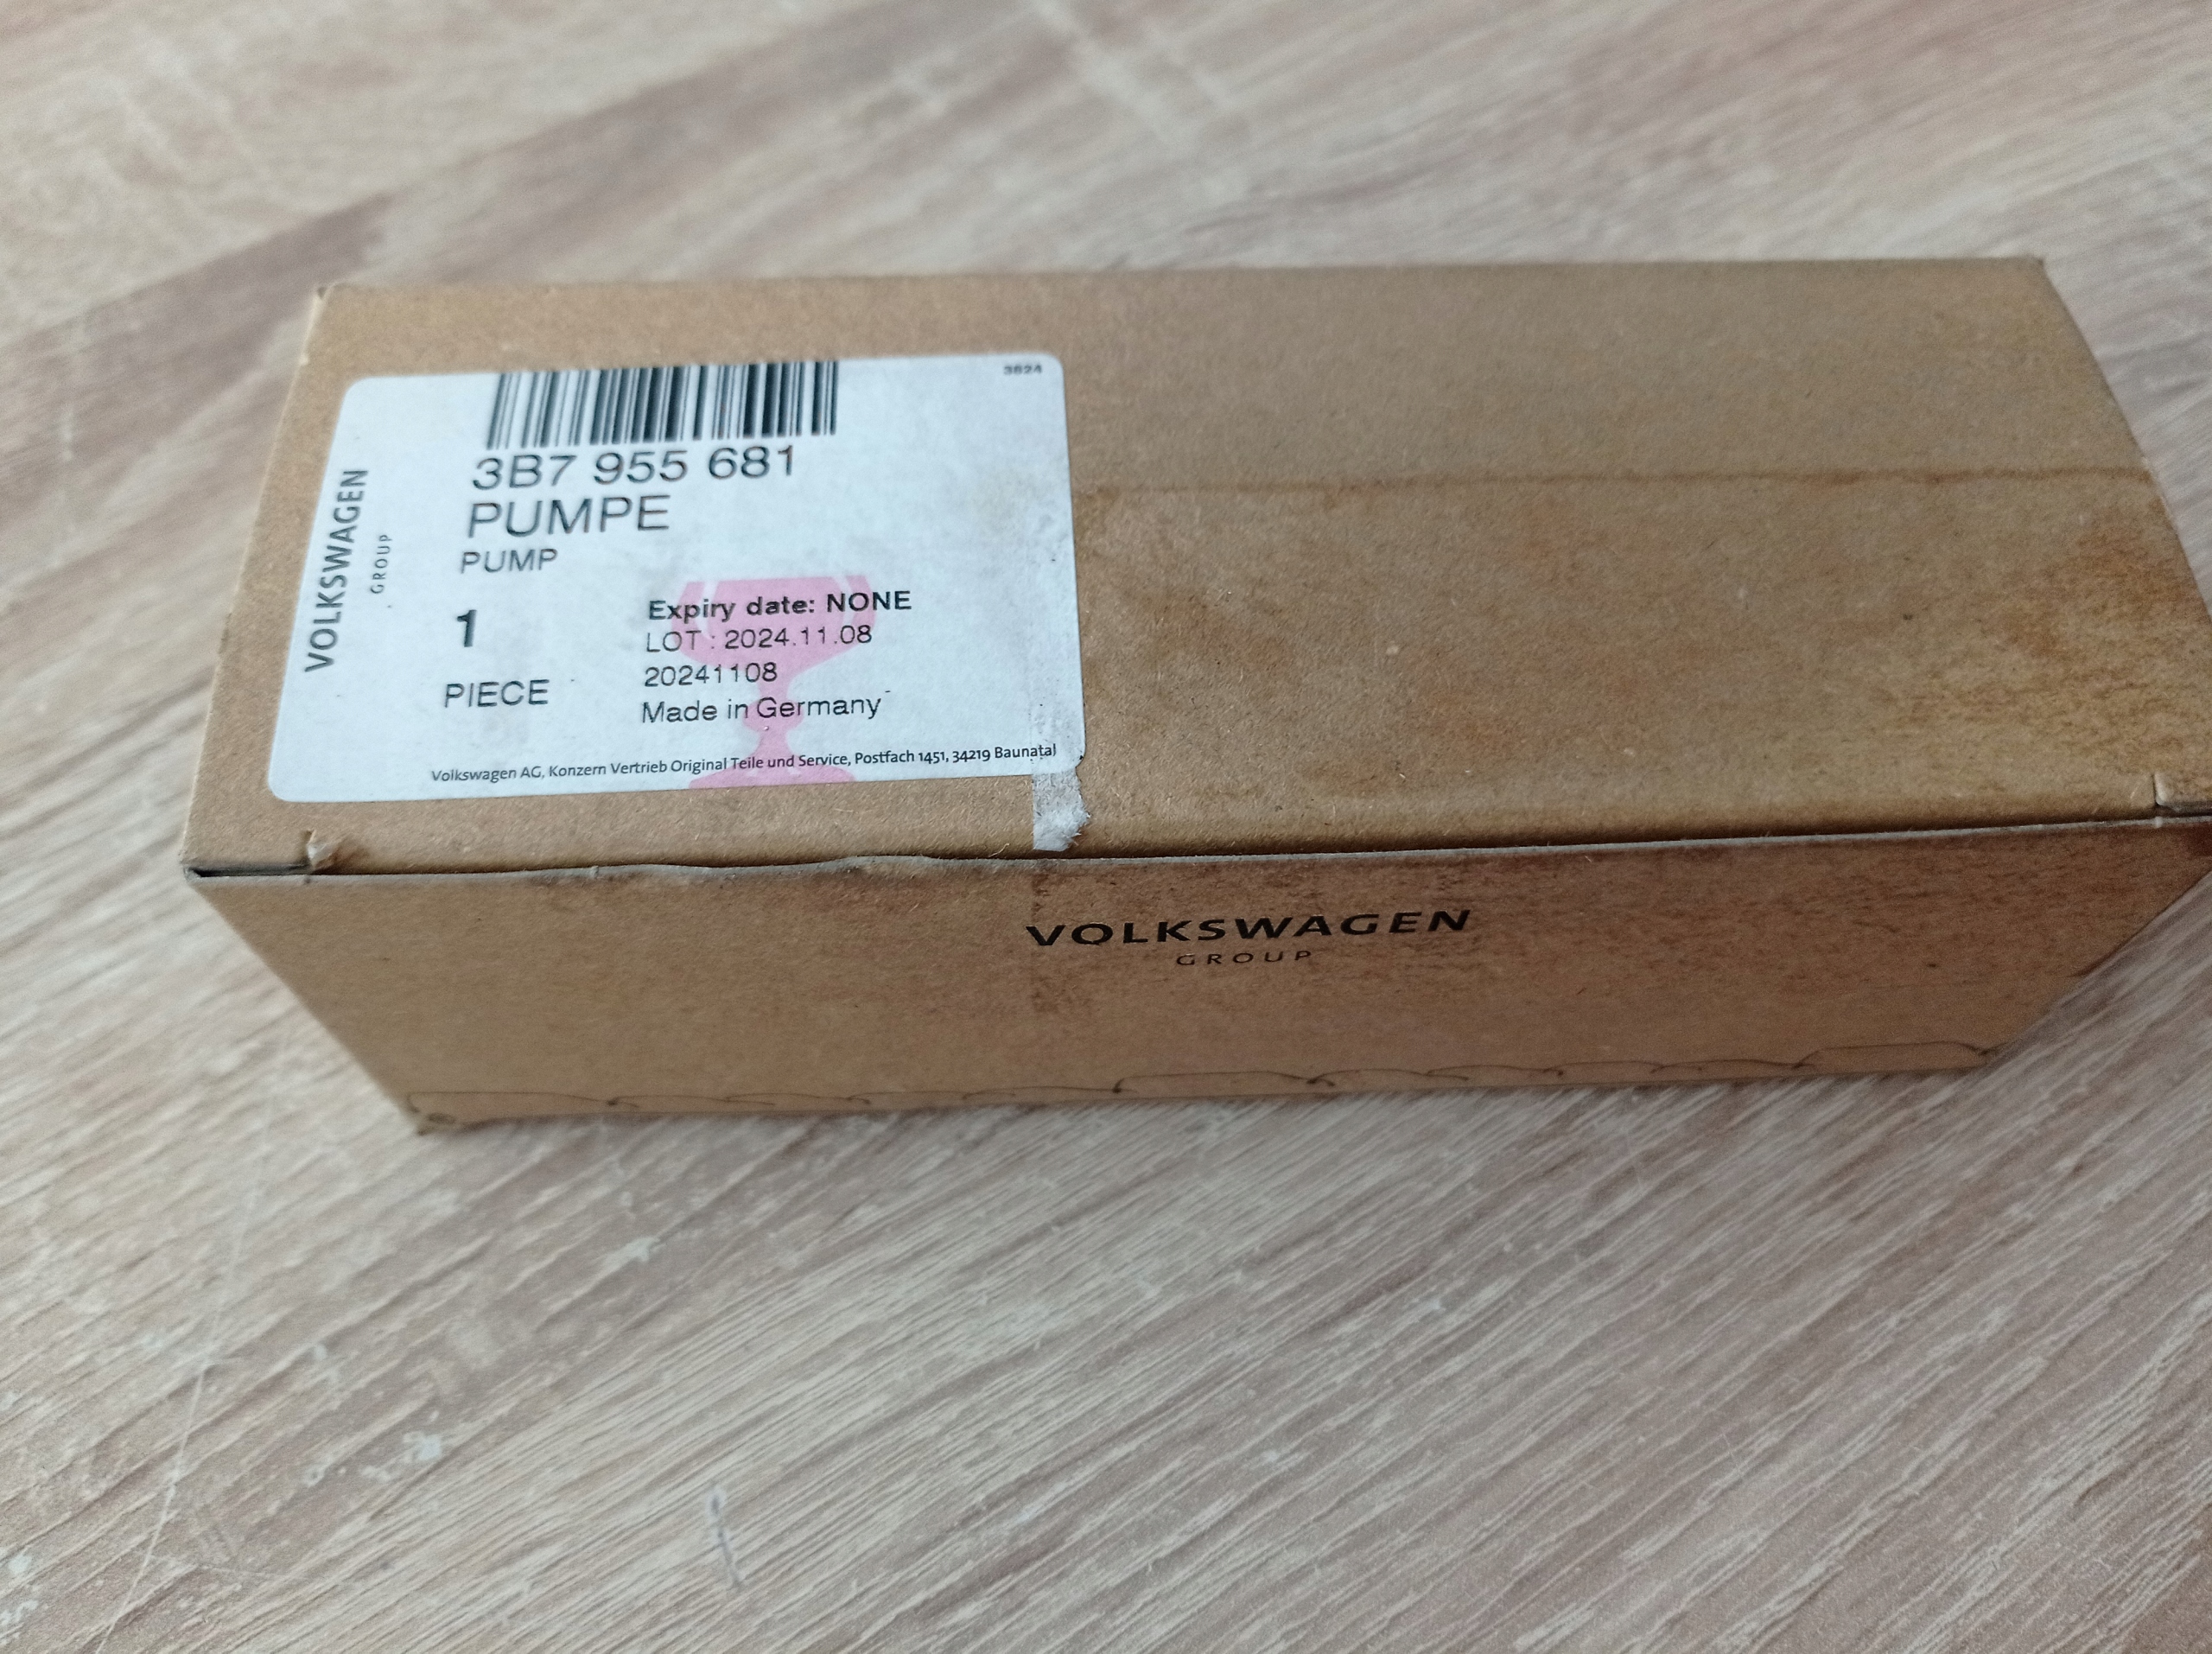 3624
3B7 955 681
PUMPE
PUMP
1
PIECE
Expiry date: NONE
LOT : 2024.11.08
20241108
Made in Germany
Volkswagen AG, Konzern Vertrieb Original Teile und Service, Postfach 1451, 34219 Baunatal
VOLKSWAGEN
GROUP
VOLKSWAGEN
GROUP